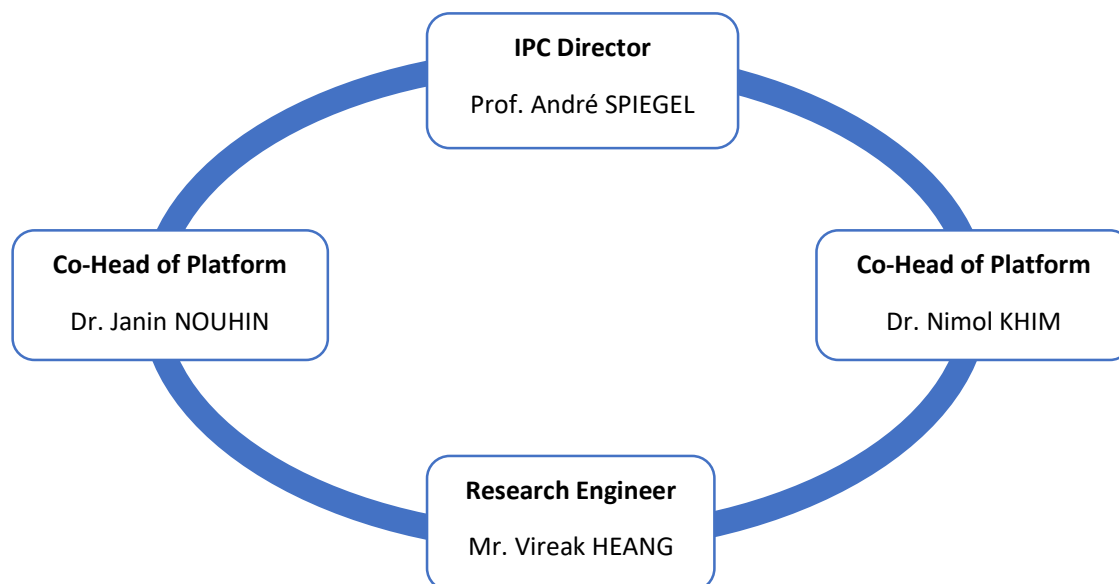 IPC Director
Prof. André SPIEGEL
Co-Head of Platform
Dr. Janin NOUHIN
Co-Head of Platform
Dr. Nimol KHIM
Research Engineer
Mr. Vireak HEANG